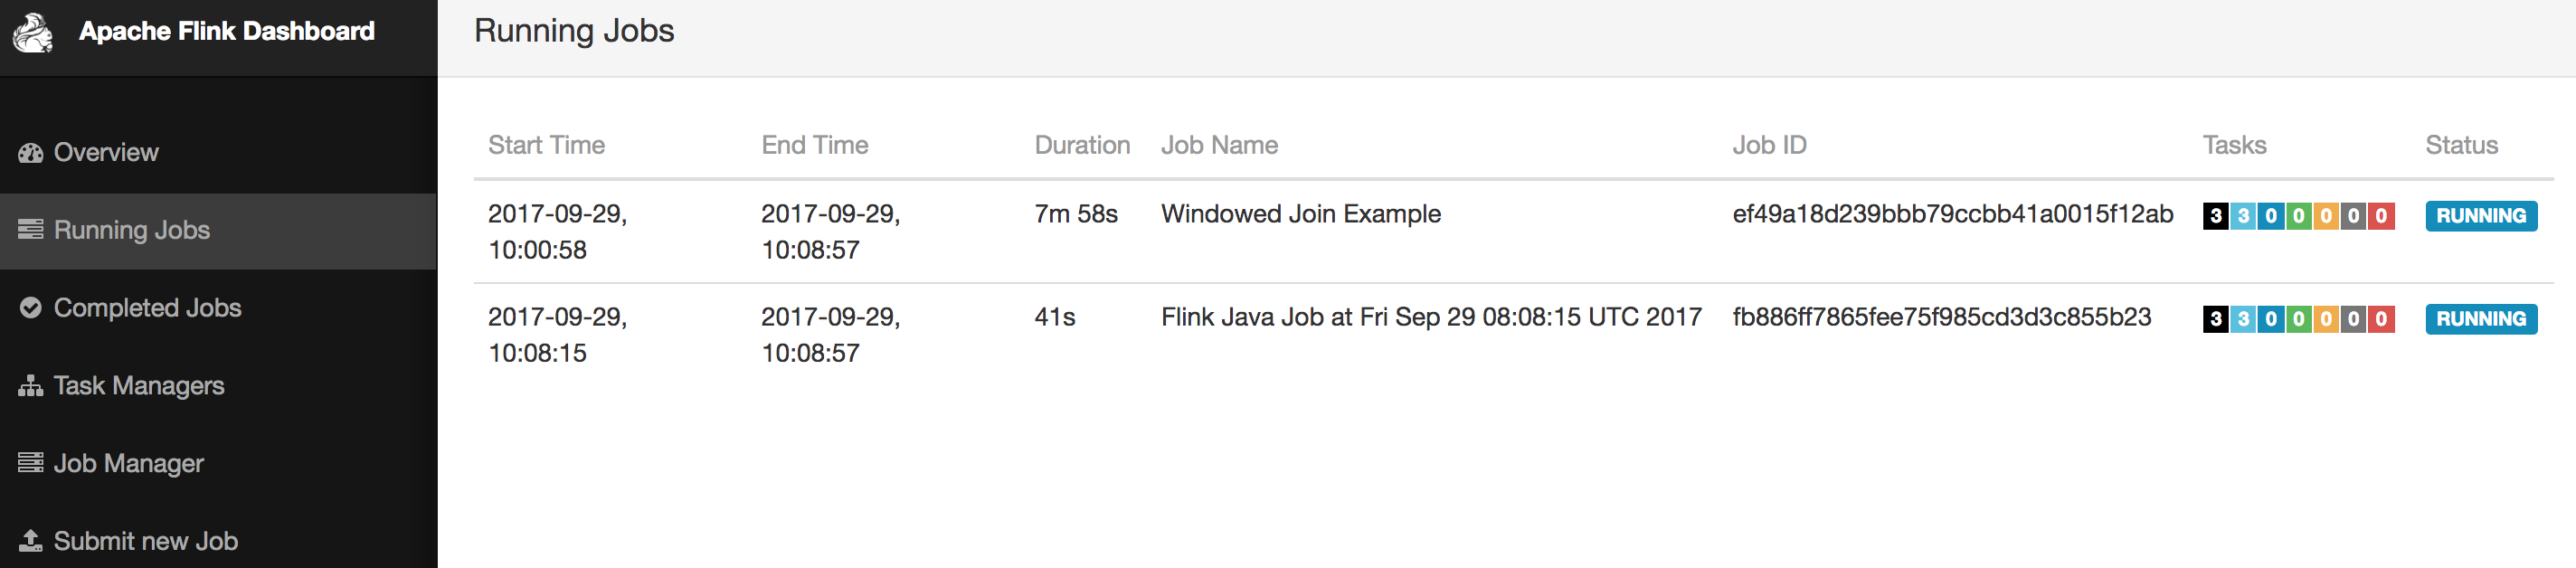 Apache Flink Dashboard
Running Jobs
Overview
Running Jobs
Completed Jobs
Task Managers
Job Manager
Submit new Job
Start Time End Time Duration Job Name Job ID Tasks Status
2017-09-29, 2017-09-29, 7m 58s Windowed Join Example ef49a18d239bbb79ccbb41a0015f12ab 3 3 0 0 0 0 0 RUNNING
10:00:58 10:08:57
2017-09-29, 2017-09-29, 41s Flink Java Job at Fri Sep 29 08:08:15 UTC 2017 fb886ff7865fee75f985cd3d3c855b23 3 3 0 0 0 0 0 RUNNING
10:08:15 10:08:57